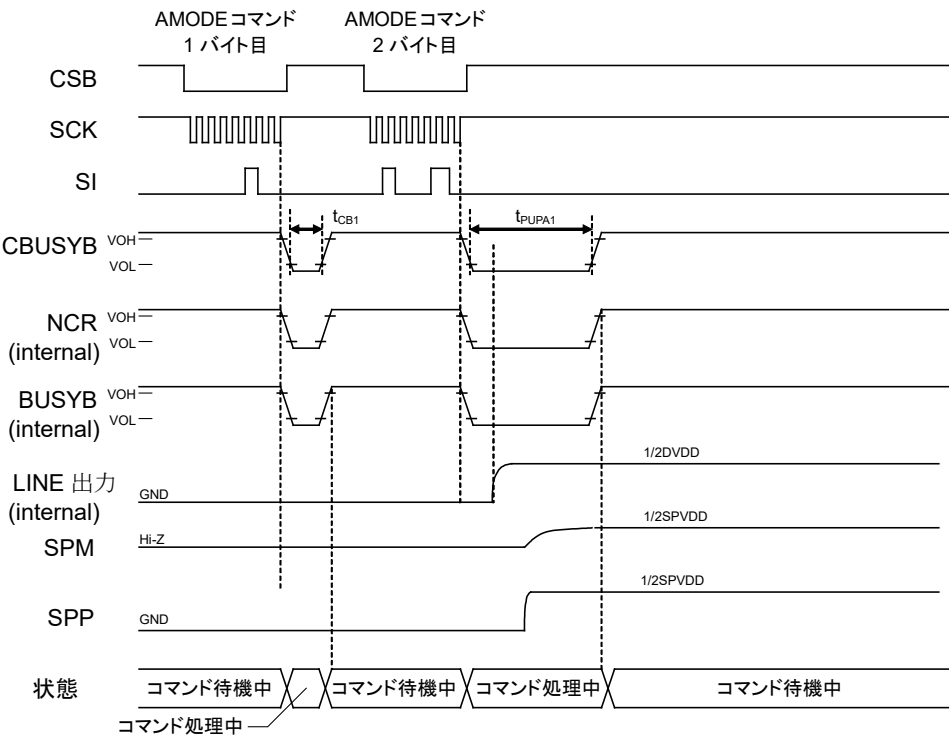 AMODEコマンド
1 バイト目
AMODEコマンド
2 バイト目
CSB
SCK
SI
CBUSYB
VOH
VOL
tCB1
tPUPA1
NCR
(internal)
VOH
VOL
BUSYB
(internal)
VOH
VOL
LINE 出力
(internal)
GND
1/2DVDD
SPM
Hi-Z
1/2SPVDD
SPP
GND
1/2SPVDD
状態
コマンド待機中
コマンド待機中
コマンド処理中
コマンド待機中
コマンド処理中